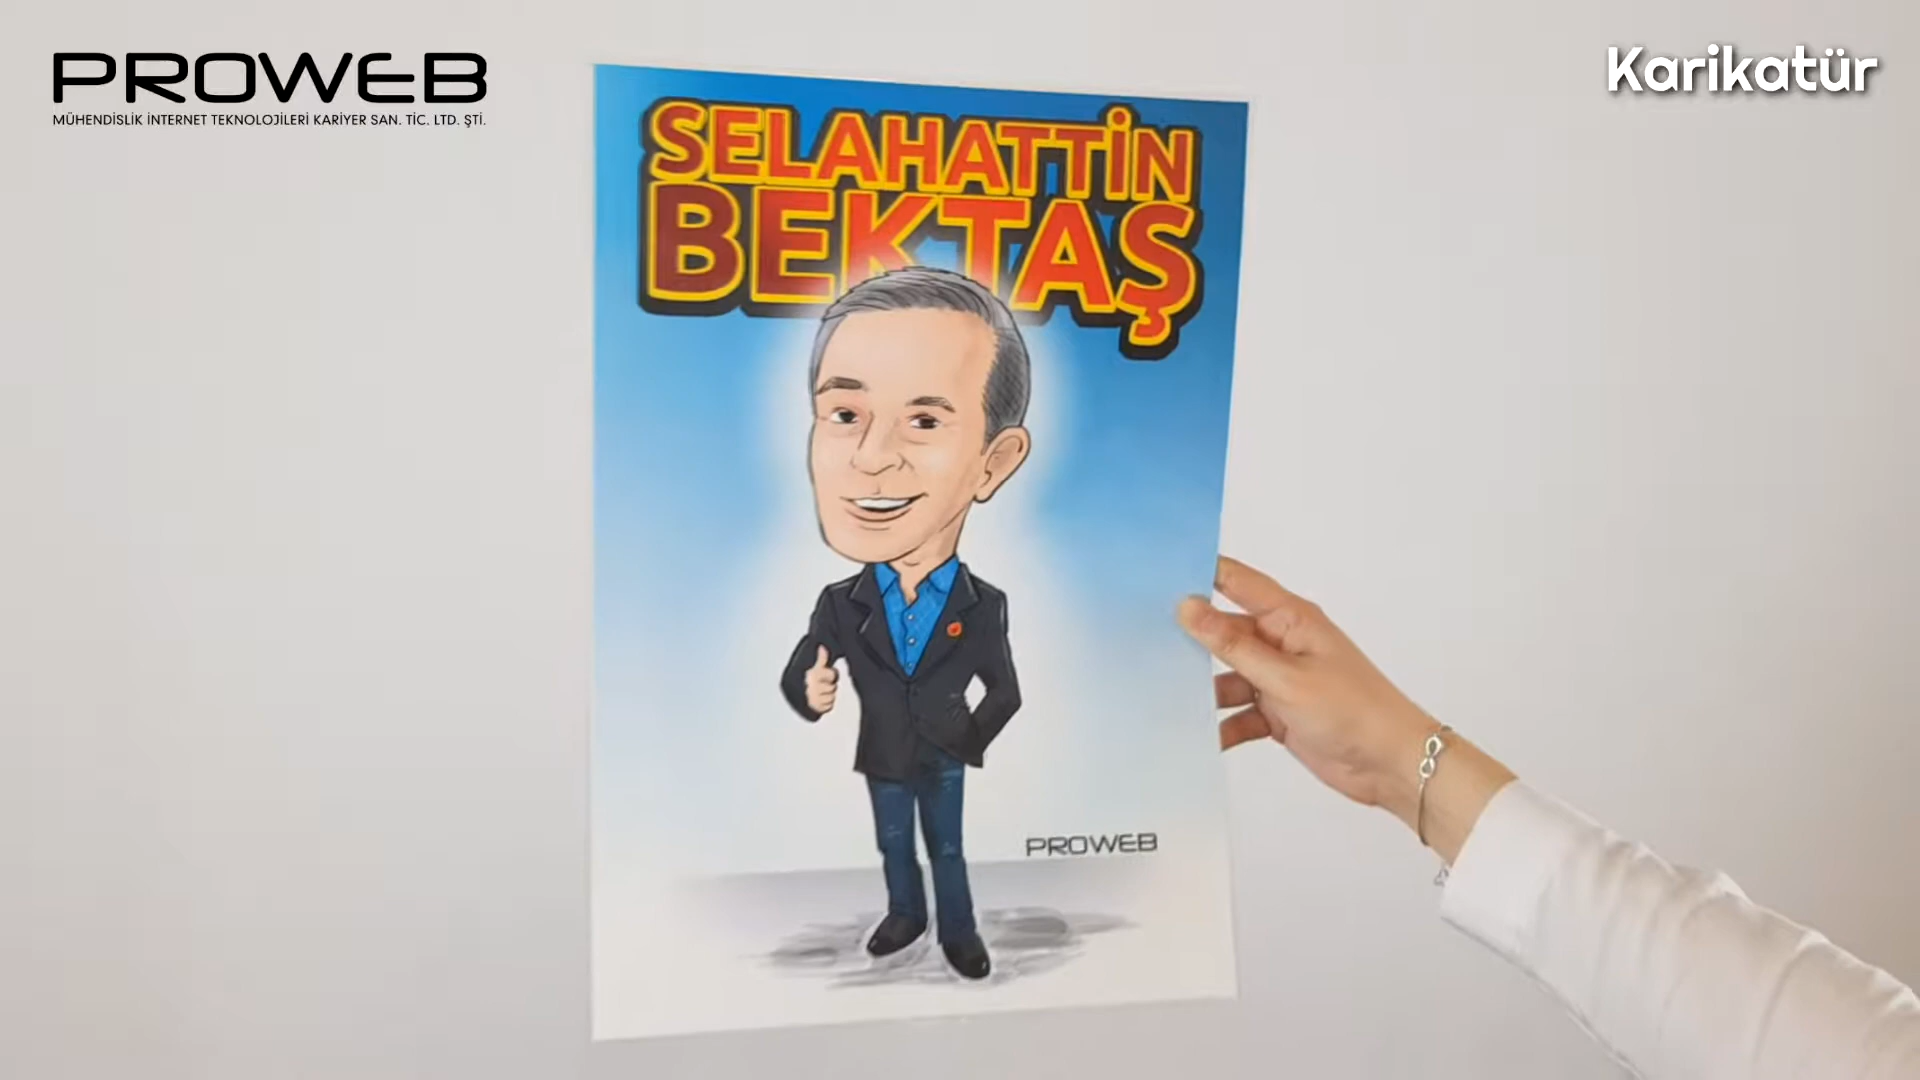 PROWEB
MÜHENDİSLİK İNTERNET TEKNOLOJİLERİ KARİYER SAN. TİC. LTD. ŞTİ.
Karikatür
SELAHATTİN
BEKTAŞ
PROWEB